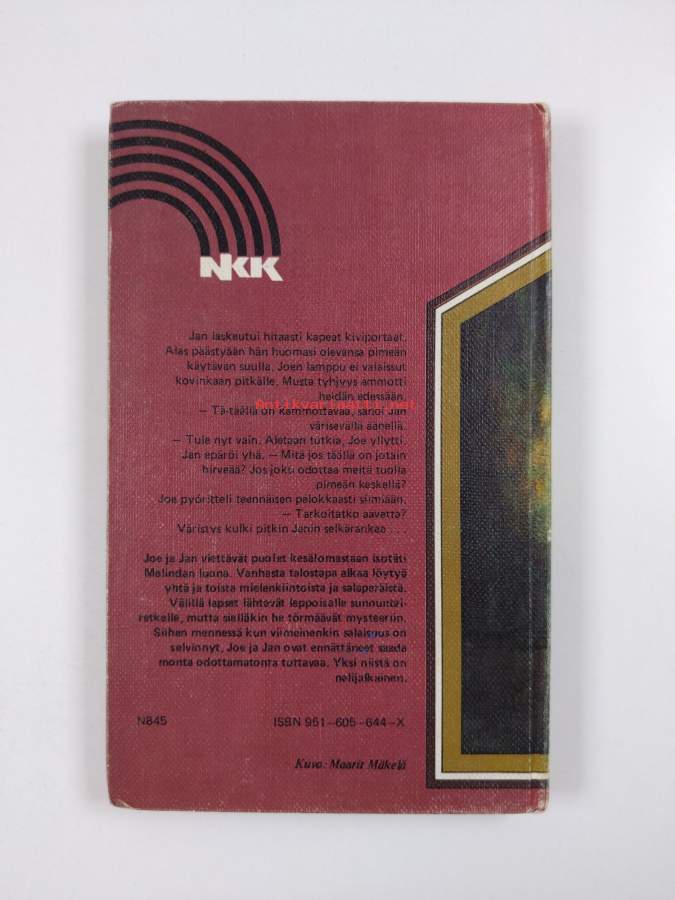 NKK
Jan laskeutui hitaasti kapeat kiviportaat.
Alas päästyään hän huomasi olevansa pimeän
käytävän suulla. Joen lamppu ei valaissut
kovinkaan pitkälle. Musta tyhjyys ammotti
heidän edessään.
Antikvariaatit.net
— Tä-täällä on kammottavaa, sanoi Jan
värisevällä äänellä.
— Tule nyt vain. Aletaan tutkia, Joe yllytti.
Jan epäröi yhä. — Mitä jos täällä on jotain
hirveää? Jos joku odottaa meitä tuolla
pimeän keskellä?
Joe pyöritteli teennäisen pelokkaasti silmiään.
— Tarkoitatko aavetta?
Väristys kulki pitkin Janin selkärankaa . . .
Joe ja Jan viettävät puolet kesälomastaan isotäti
Malindan luona. Vanhasta talostapa alkaa löytyä
yhtä ja toista mielenkiintoista ja salaperäistä.
Välillä lapset lähtevät leppoisalle sunnuntai-
retkelle, mutta sielläkin he törmäävät mysteeriin.
Siihen mennessä kun viimeinenkin salaisuus on
selvinnyt, Joe ja Jan ovat ennättäneet saada
monta odottamatonta tuttavaa. Yksi niistä on
nelijalkainen.
N845 ISBN 951-605-644-X
Kuva: Maarit Mäkelä